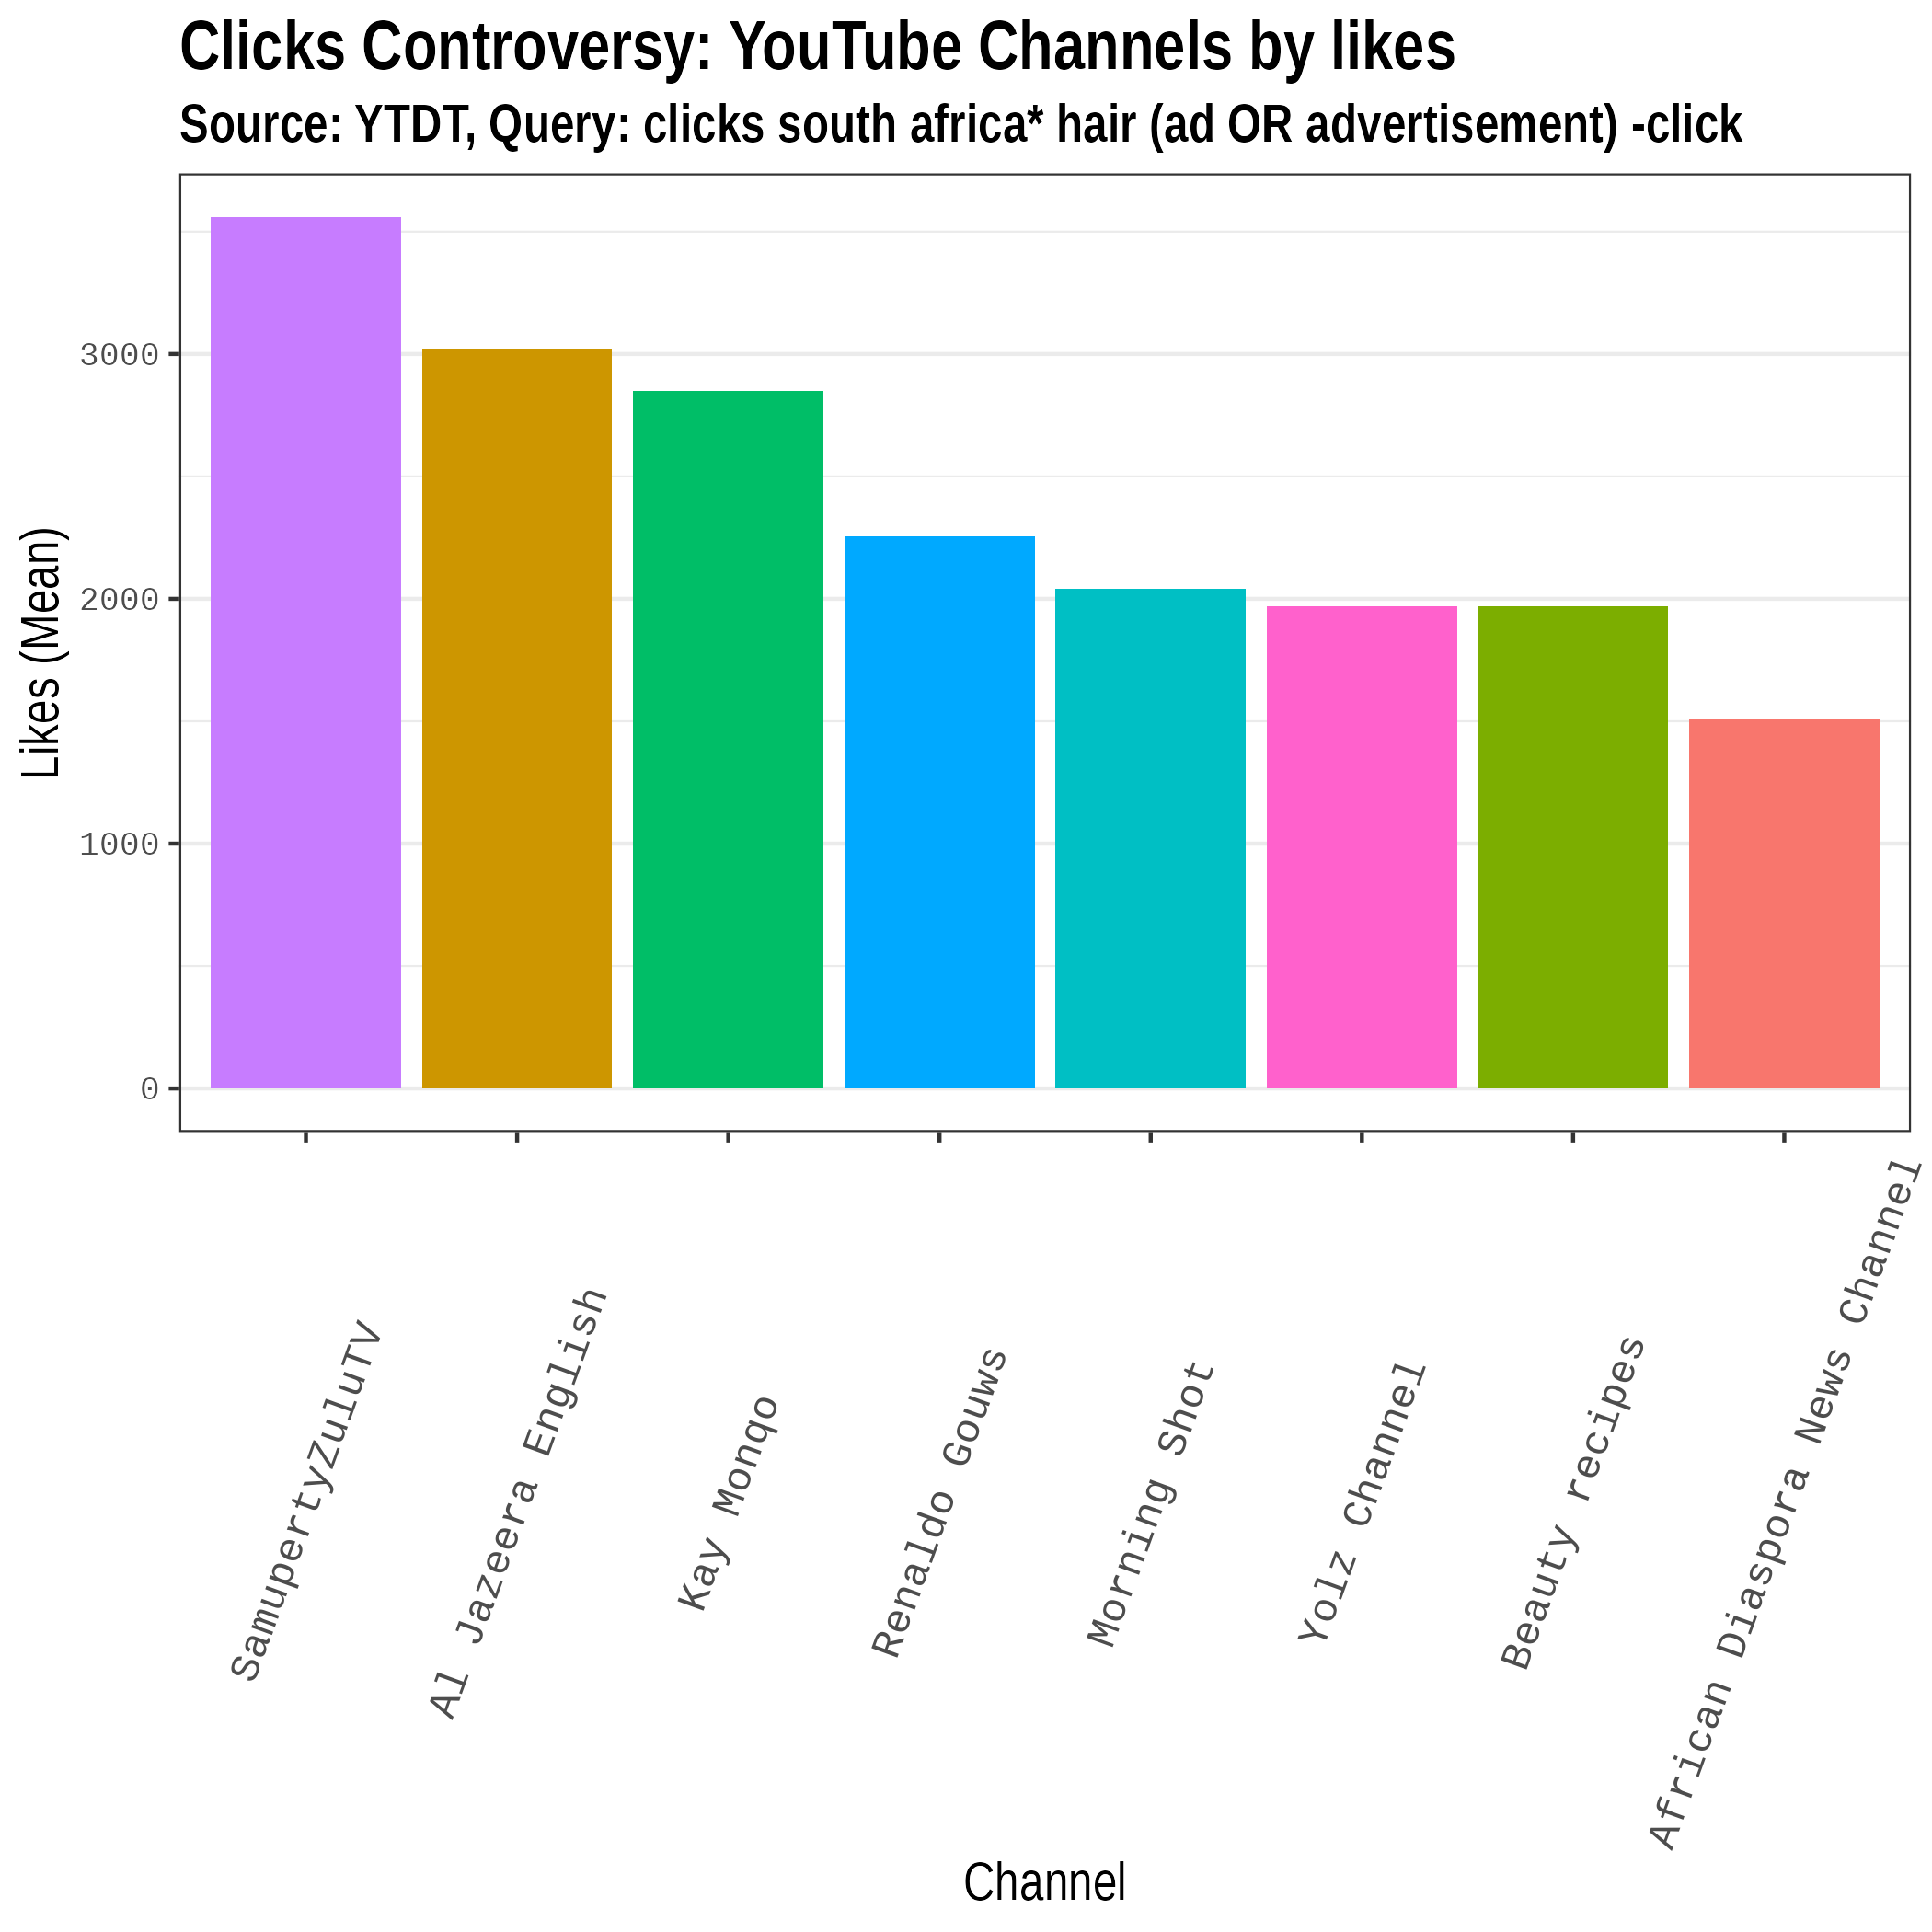 Clicks Controversy: YouTube Channels by likes
Source: YTDT, Query: clicks south africa* hair (ad OR advertisement) -click
Likes (Mean)
3000
2000
1000
0
SamupertyZuluTV
Al Jazeera English
Kay Monqo
Renaldo Gouws
Morning Shot
Yolz Channel
Beauty recipes
African Diaspora News Channel
Channel